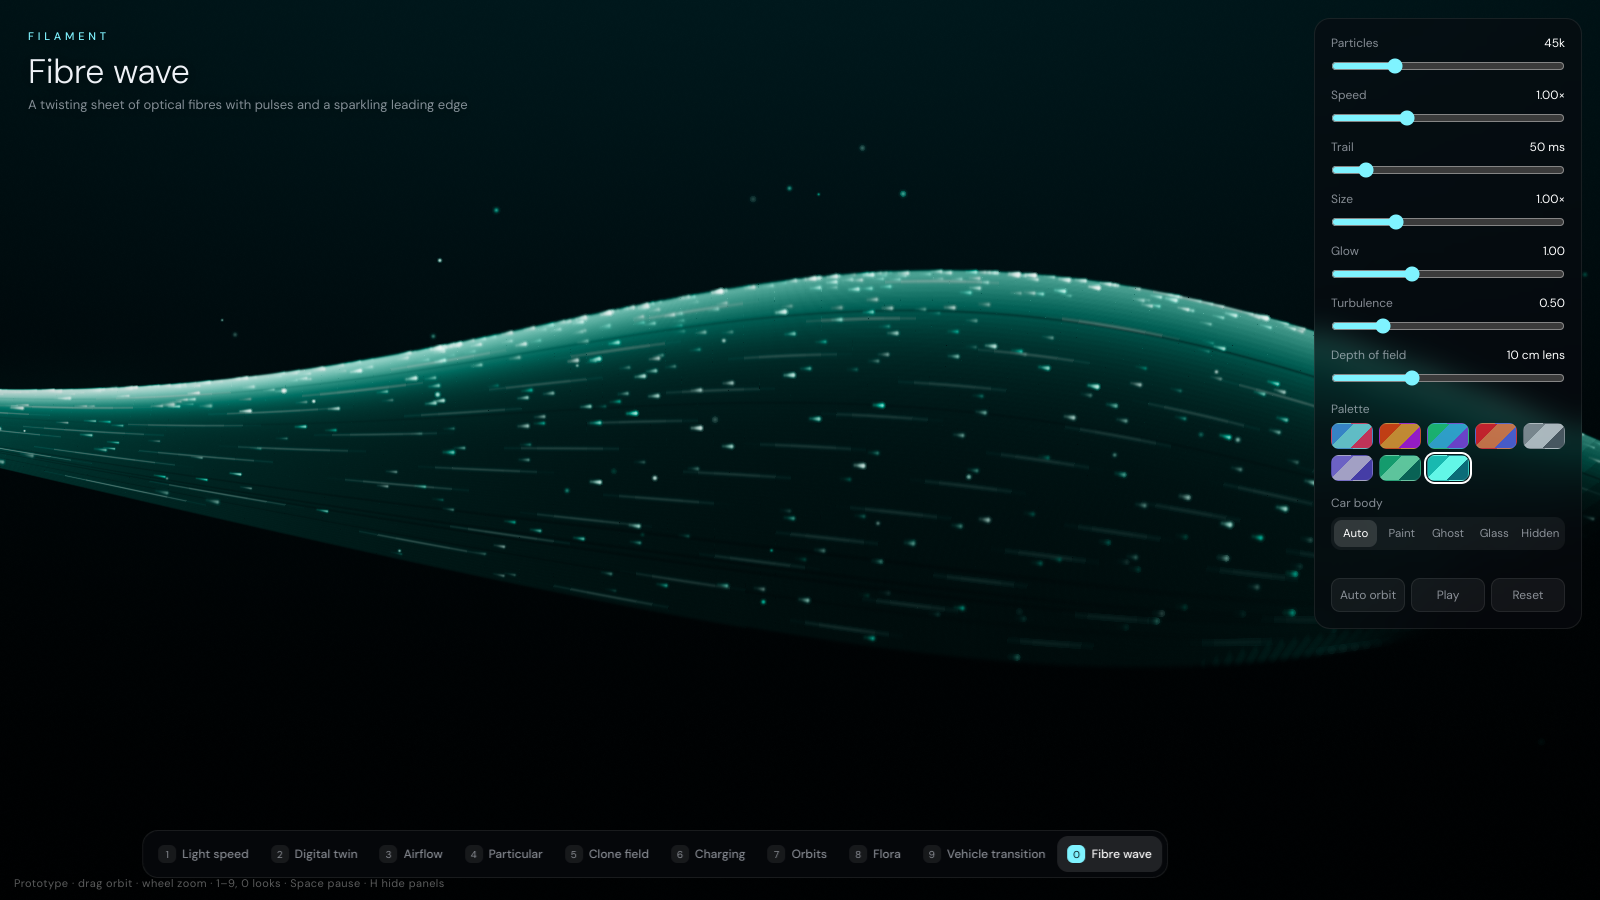 FILAMENT
Fibre wave
A twisting sheet of optical fibres with pulses and a sparkling leading edge
Particles 45k
Speed 1.00×
Trail 50 ms
Size 1.00×
Glow 1.00
Turbulence 0.50
Depth of field 10 cm lens
Palette
Car body
Auto Paint Ghost Glass Hidden
Auto orbit Play Reset
1 Light speed 2 Digital twin 3 Airflow 4 Particular 5 Clone field 6 Charging 7 Orbits 8 Flora 9 Vehicle transition 0 Fibre wave
Prototype · drag orbit · wheel zoom · 1–9, 0 looks · Space pause · H hide panels